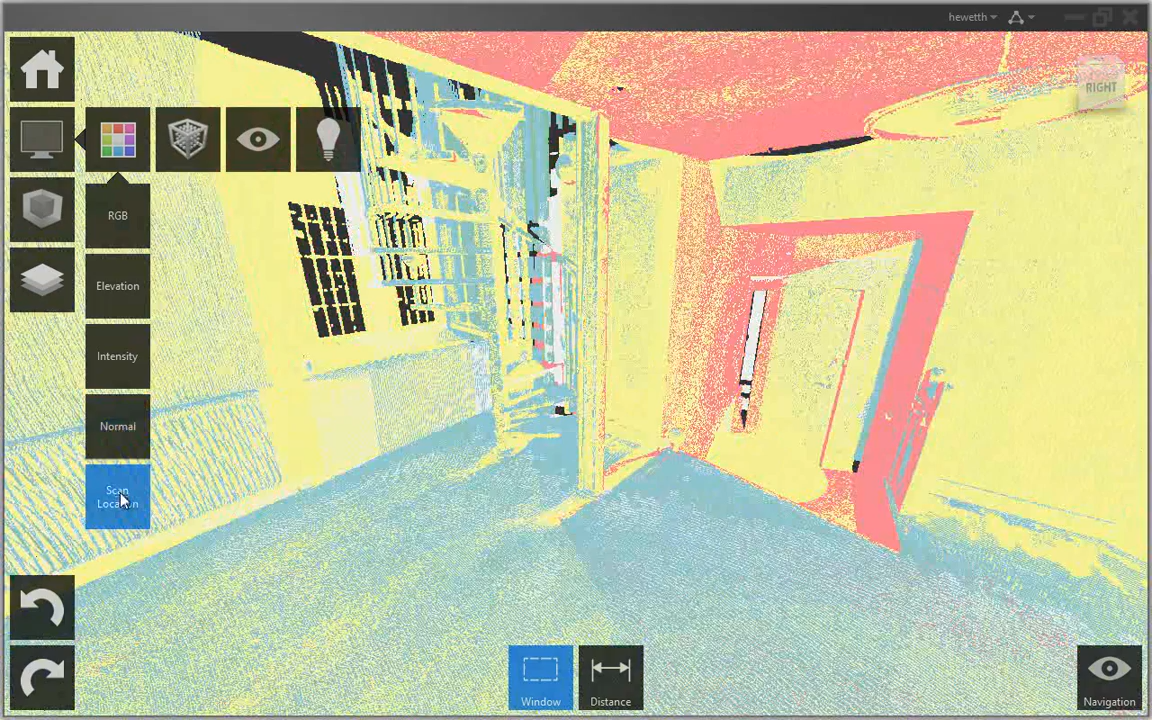 hewetth
RIGHT
RGB
Elevation
Intensity
Normal
Scan
Location
Window
Distance
Navigation